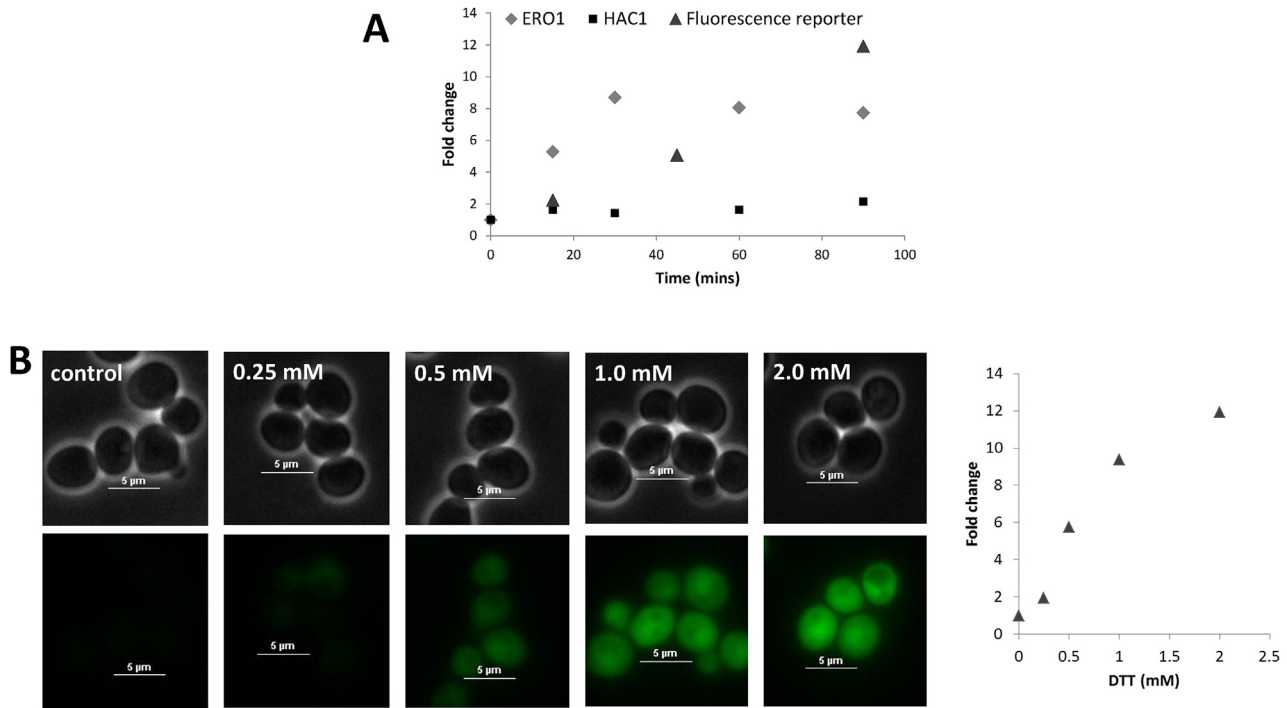 A
ERO1 HAC1 Fluorescence reporter
14
12
10
8
6
4
2
0
Fold change
0 20 40 60 80 100
Time (mins)
B
control 0.25 mM 0.5 mM 1.0 mM 2.0 mM
5 µm 5 µm 5 µm 5 µm 5 µm
5 µm 5 µm 5 µm 5 µm 5 µm
14
12
10
8
6
4
2
0
Fold change
0 0.5 1 1.5 2 2.5
DTT (mM)